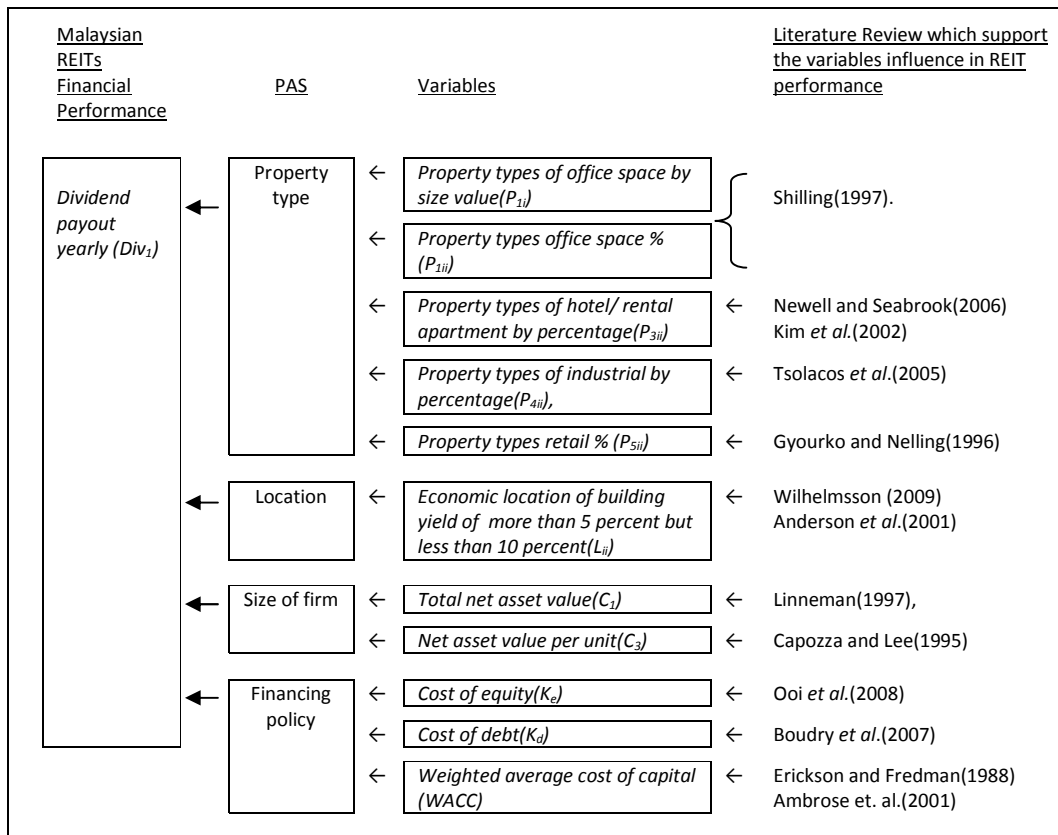 Malaysian
REITs
Financial
Performance
PAS
Variables
Literature Review which support
the variables influence in REIT
performance
Dividend
payout
yearly (Div1)
Property
type
← Property types of office space by
size value(P1i)
← Property types office space %
(P1ii)
Shilling(1997).
← Property types of hotel/ rental
apartment by percentage(P3ii)
← Newell and Seabrook(2006)
Kim et al.(2002)
← Property types of industrial by
percentage(P4ii),
← Tsolacos et al.(2005)
← Property types retail % (P5ii)
← Gyourko and Nelling(1996)
Location
← Economic location of building
yield of more than 5 percent but
less than 10 percent(Lii)
← Wilhelmsson (2009)
Anderson et al.(2001)
Size of firm
← Total net asset value(C1)
← Linneman(1997),
← Net asset value per unit(C3)
← Capozza and Lee(1995)
Financing
policy
← Cost of equity(Ke)
← Ooi et al.(2008)
← Cost of debt(Kd)
← Boudry et al.(2007)
← Weighted average cost of capital
(WACC)
← Erickson and Fredman(1988)
Ambrose et. al.(2001)